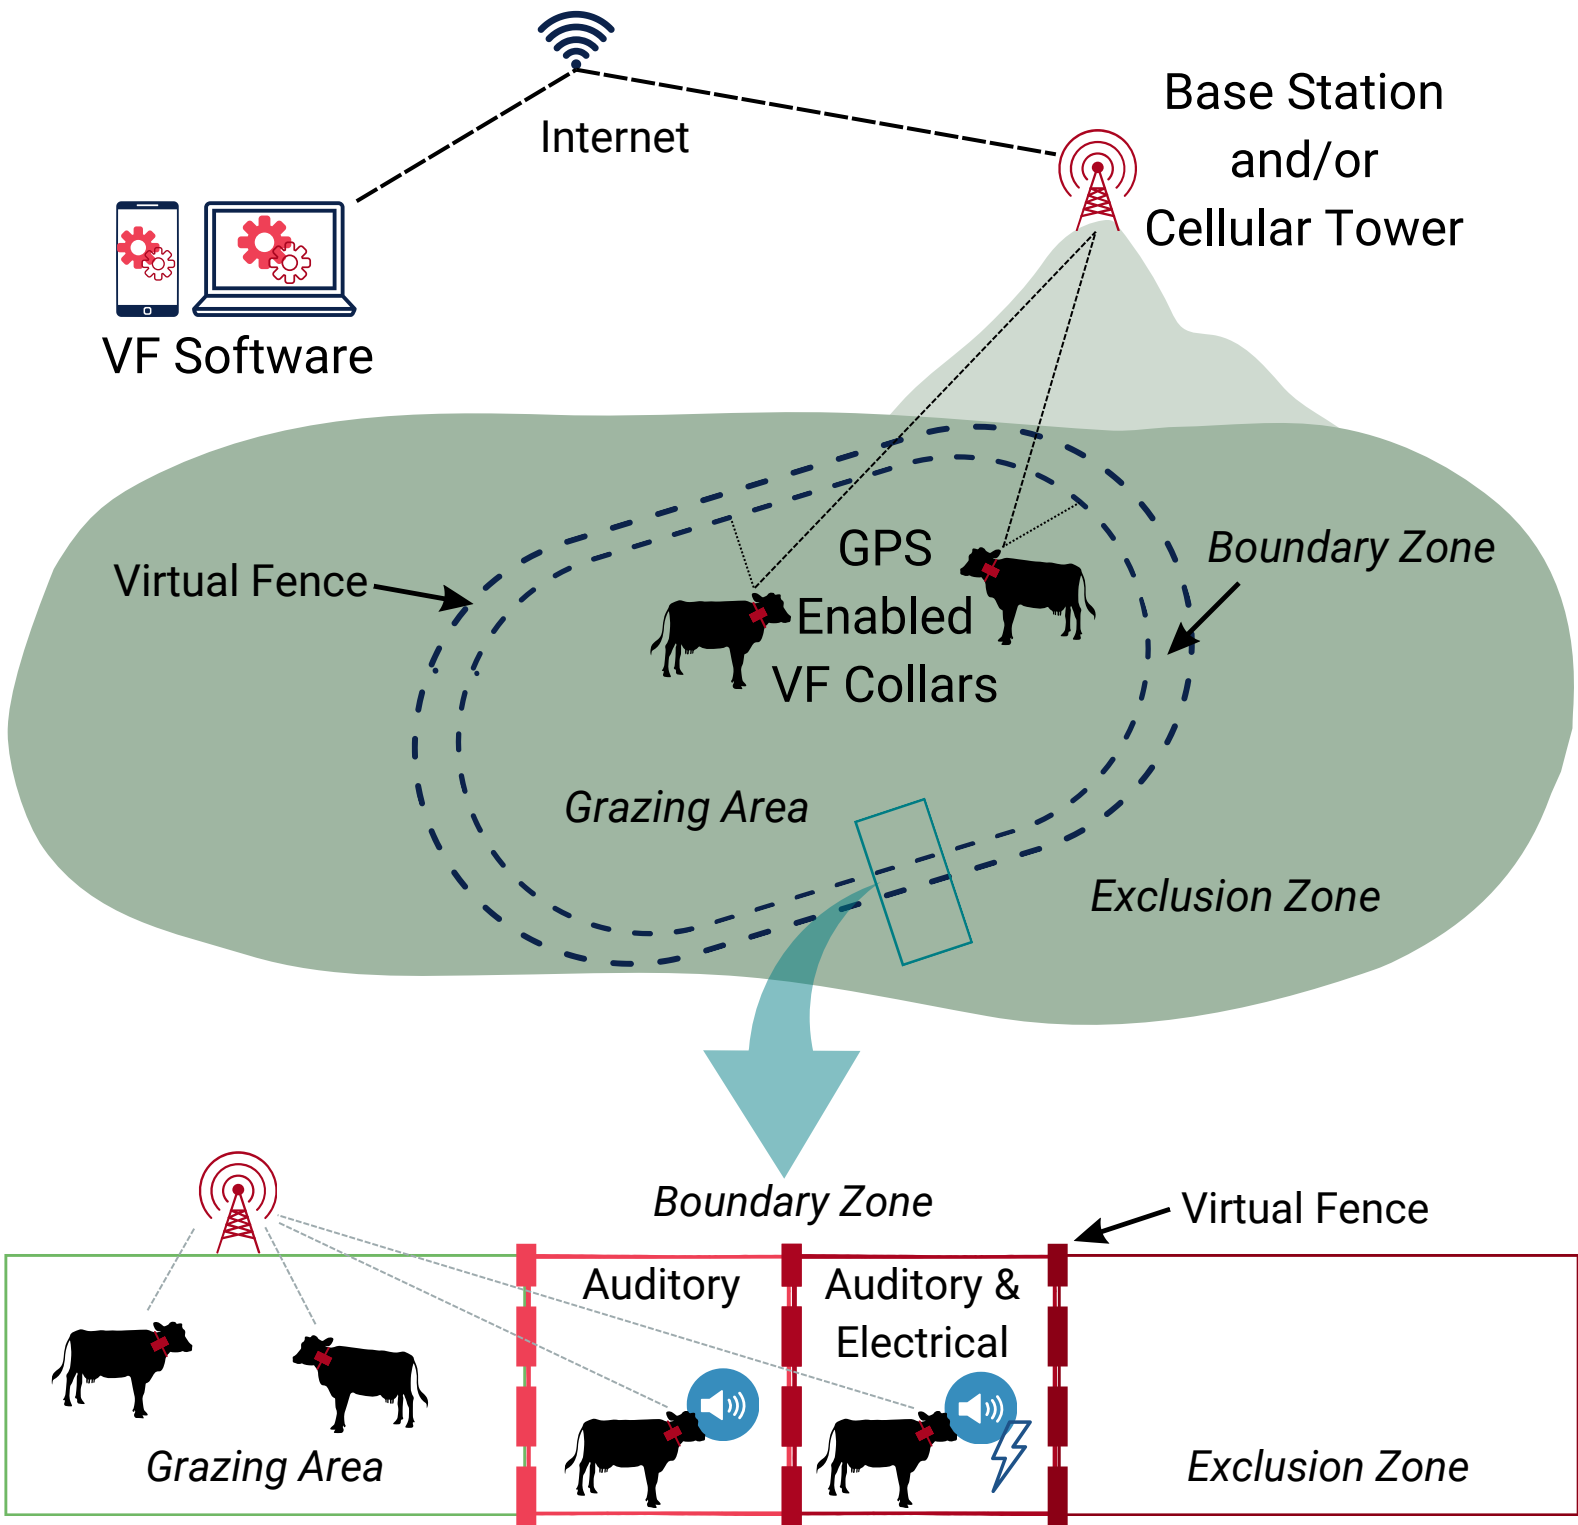 Internet
Base Station
and/or
Cellular Tower
VF Software
Virtual Fence
GPS
Enabled
VF Collars
Boundary Zone
Grazing Area
Exclusion Zone
Boundary Zone
Virtual Fence
Auditory
Auditory &
Electrical
Grazing Area
Exclusion Zone